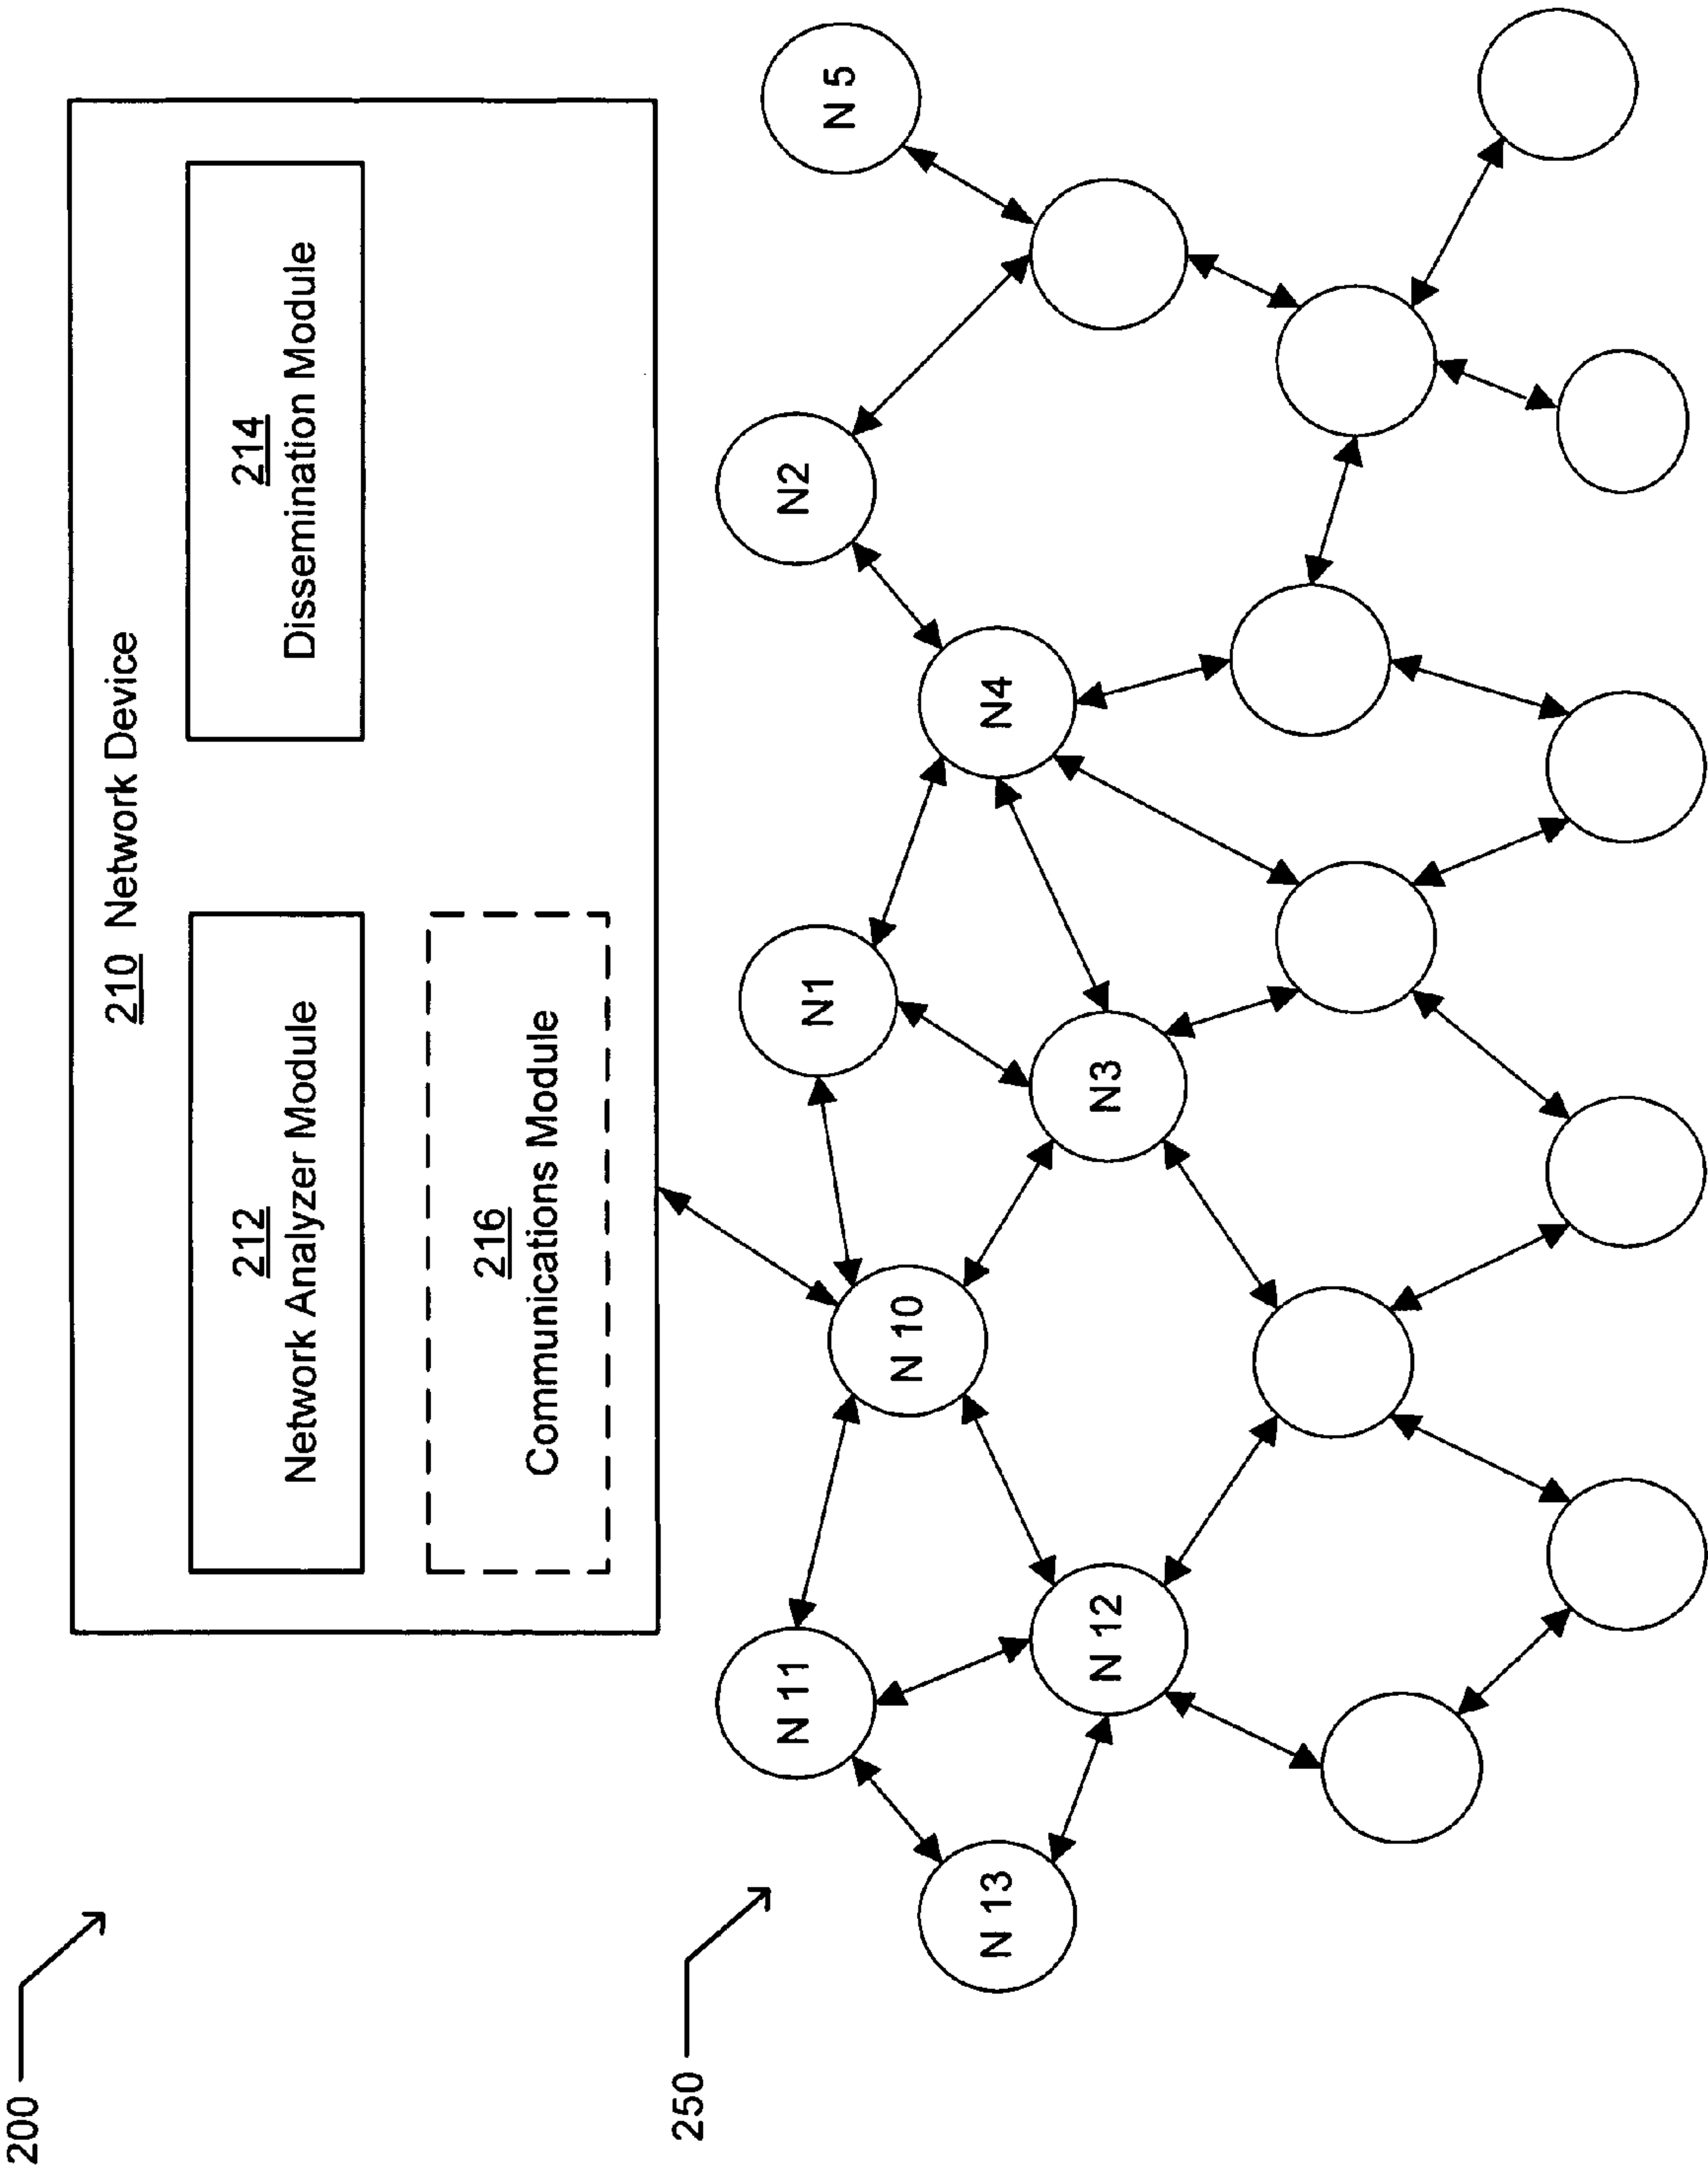 200
210 Network Device
212
Network Analyzer Module
214
Dissemination Module
216
Communications Module
250
N 13
N 11
N 12
N 10
N1
N3
N4
N2
N 5